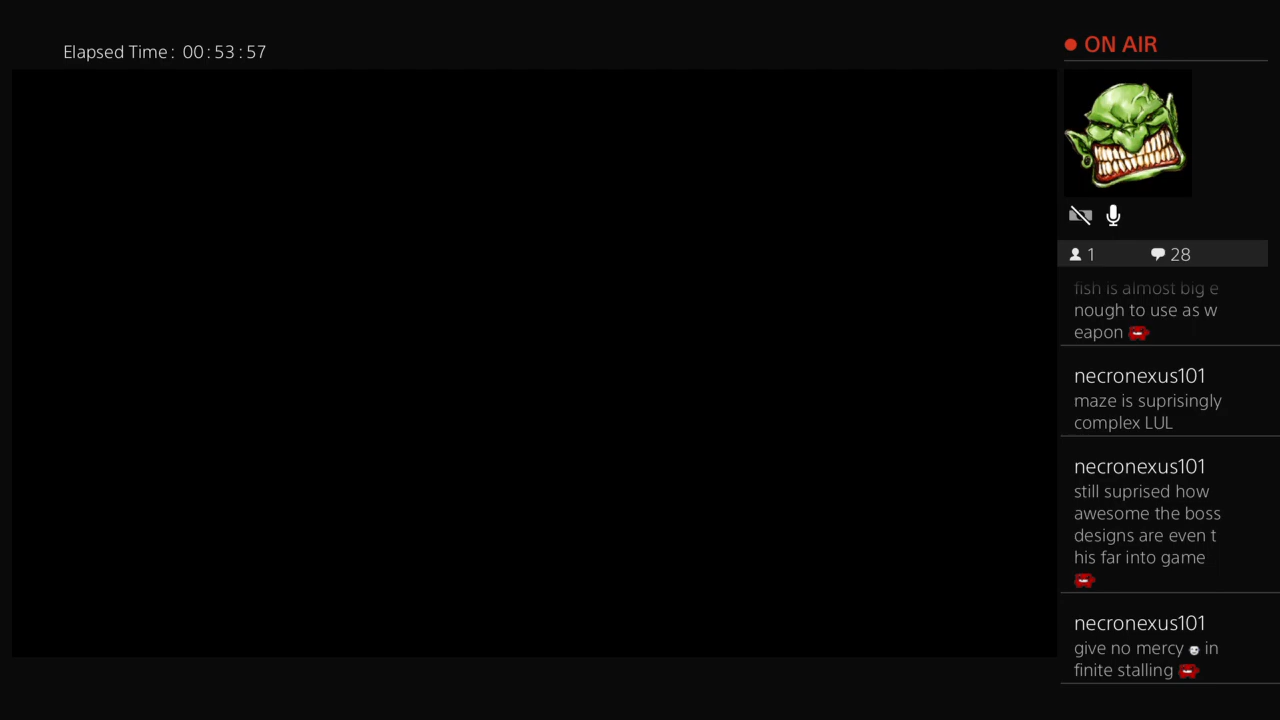 Elapsed Time: 00:53:57
ON AIR
1 28
fish is almost big e
nough to use as w
eapon
necronexus101
maze is suprisingly
complex LUL
necronexus101
still suprised how
awesome the boss
designs are even t
his far into game
necronexus101
give no mercy in
finite stalling